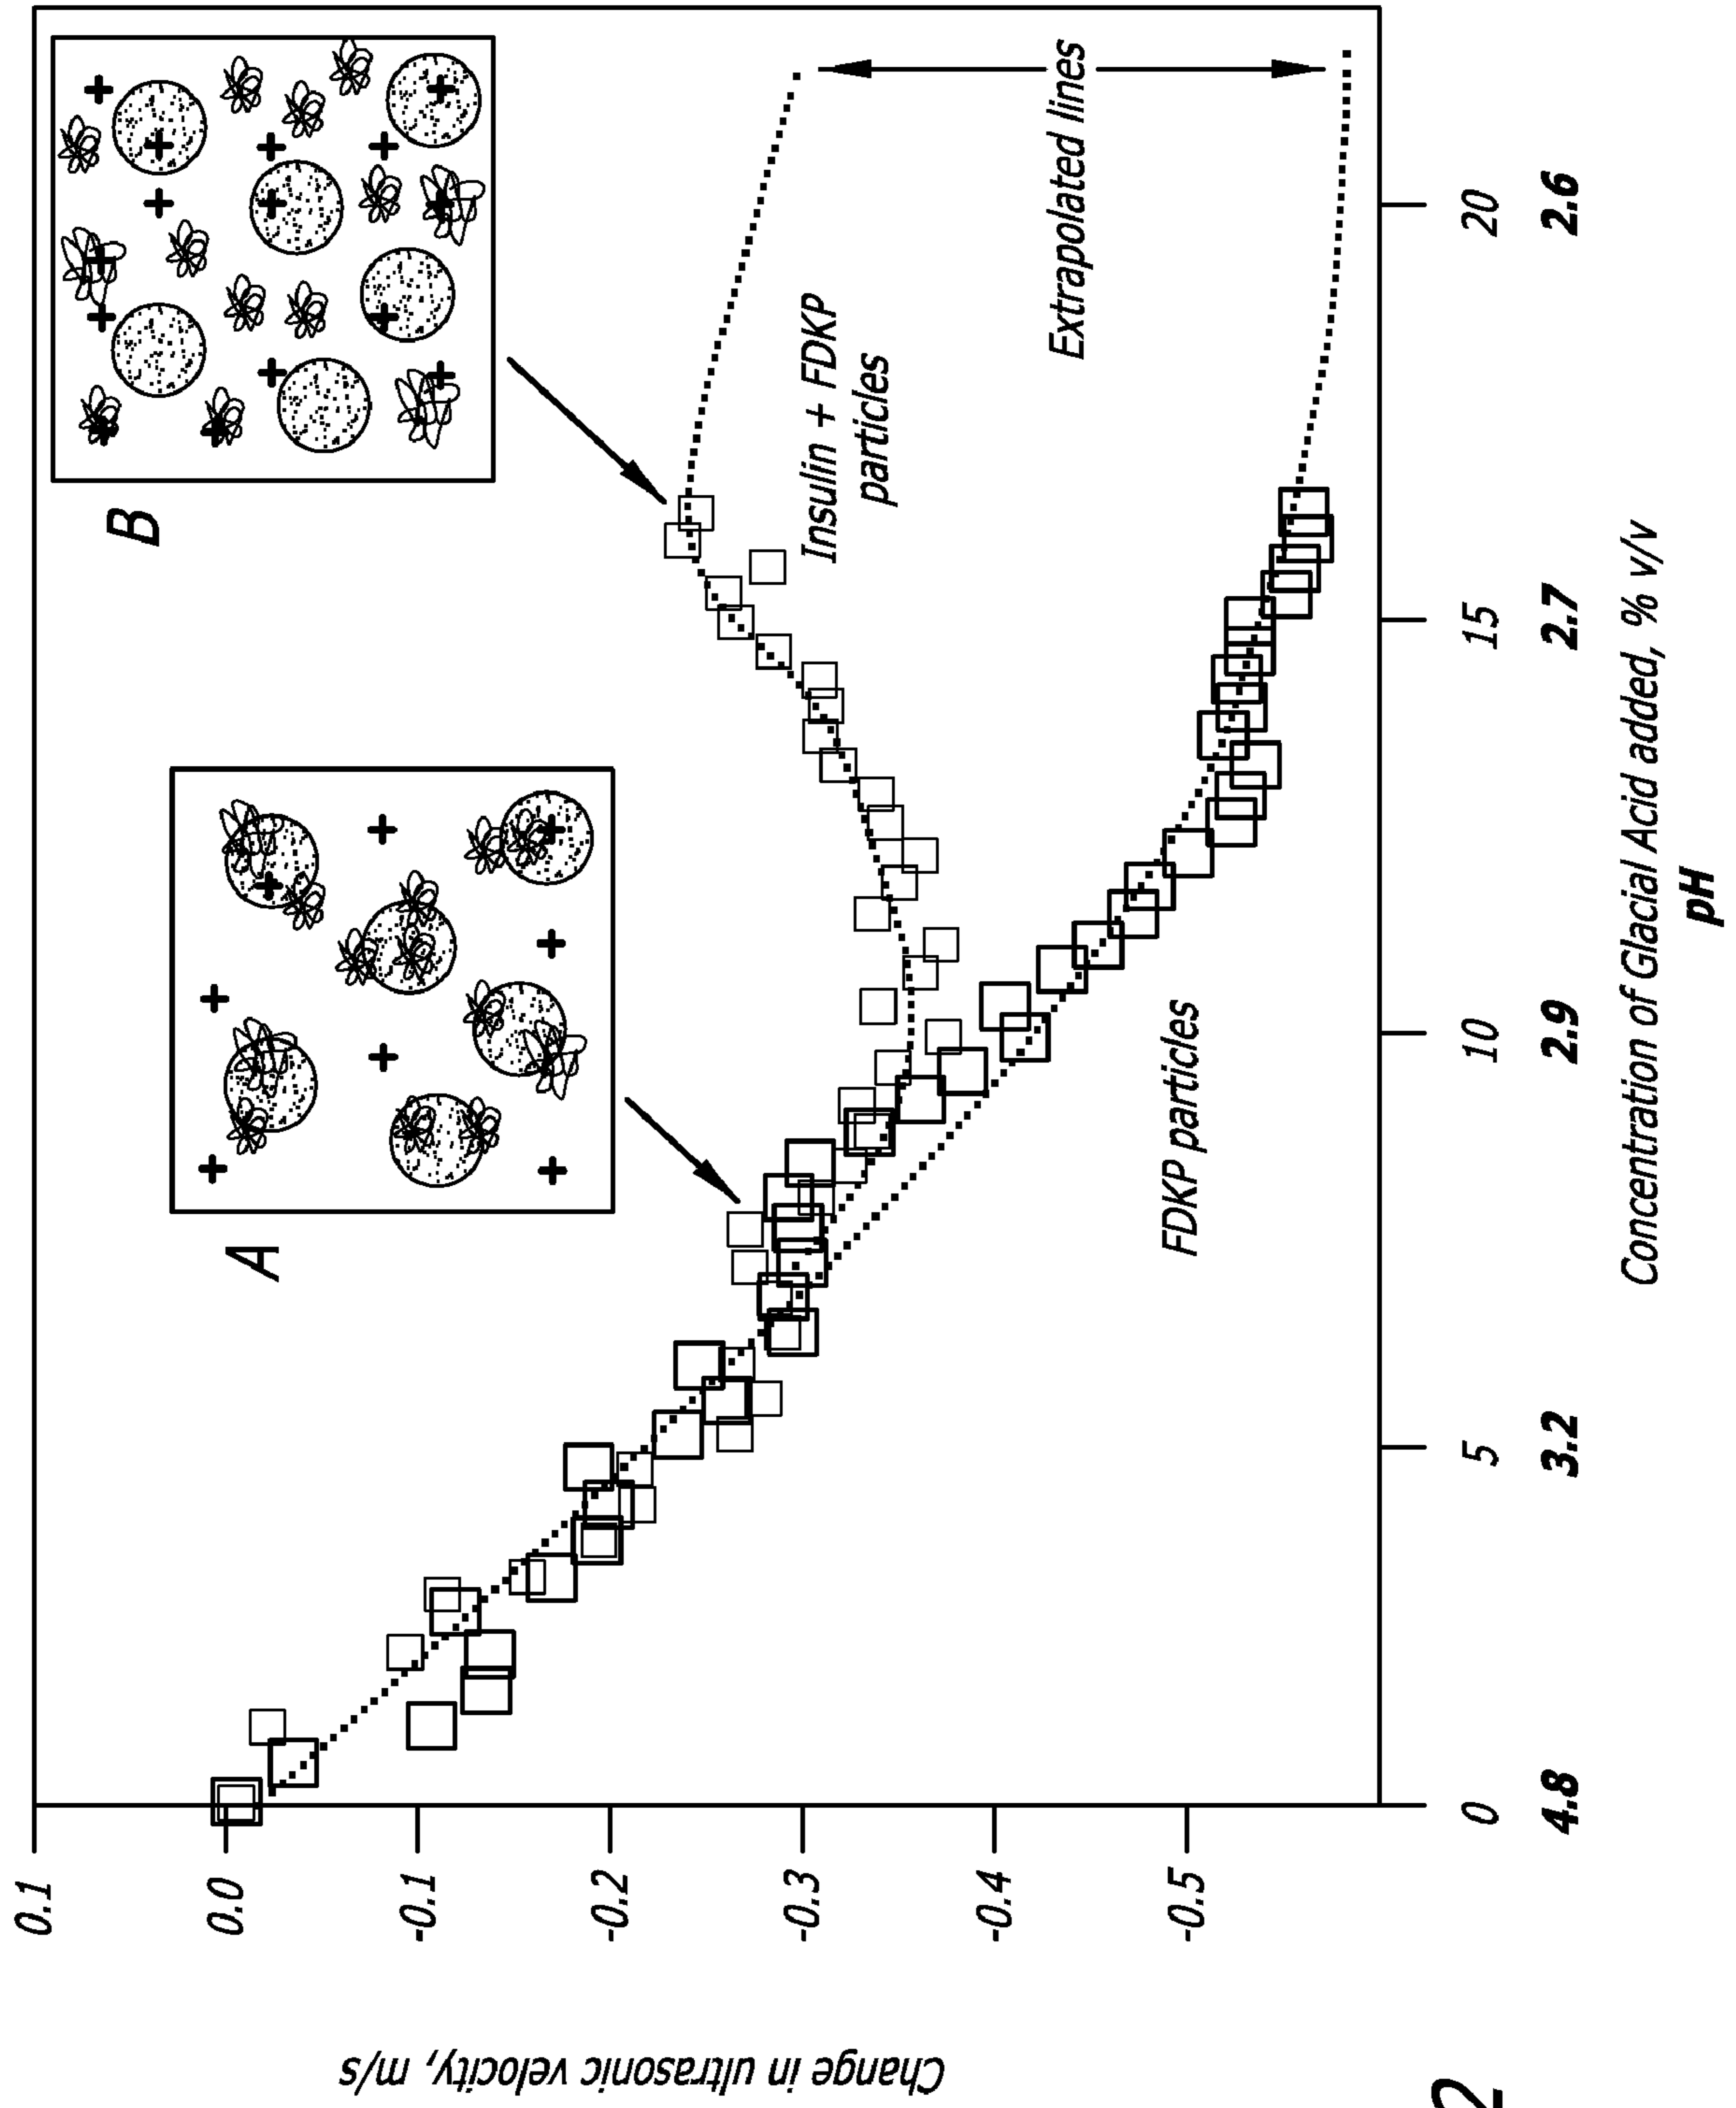 0.1
0.0
-0.1
-0.2
-0.3
-0.4
-0.5
Change in ultrasonic velocity, m/s
A
B
Insulin + FDKP
particles
Extrapolated lines
FDKP particles
0 5 10 15 20
4.8 3.2 2.9 2.7 2.6
Concentration of Glacial Acid added, % v/v
pH
2